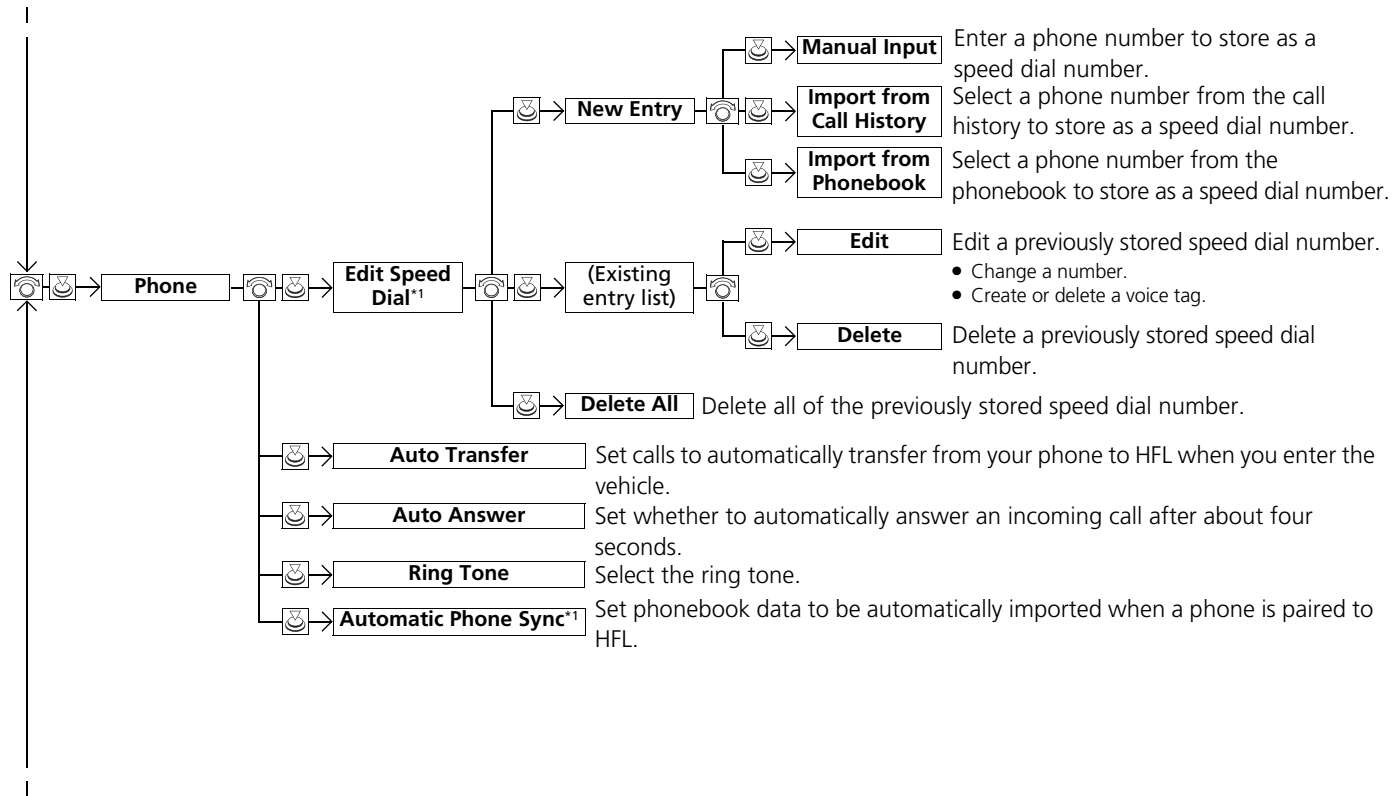 Manual Input
Enter a phone number to store as a
speed dial number.
New Entry
Import from
Call History
Select a phone number from the call
history to store as a speed dial number.
Import from
Phonebook
Select a phone number from the
phonebook to store as a speed dial number.
Phone
Edit Speed
Dial*1
(Existing
entry list)
Edit
Edit a previously stored speed dial number.
● Change a number.
● Create or delete a voice tag.
Delete
Delete a previously stored speed dial
number.
Delete All
Delete all of the previously stored speed dial number.
Auto Transfer
Set calls to automatically transfer from your phone to HFL when you enter the
vehicle.
Auto Answer
Set whether to automatically answer an incoming call after about four
seconds.
Ring Tone
Select the ring tone.
Automatic Phone Sync*1
Set phonebook data to be automatically imported when a phone is paired to
HFL.